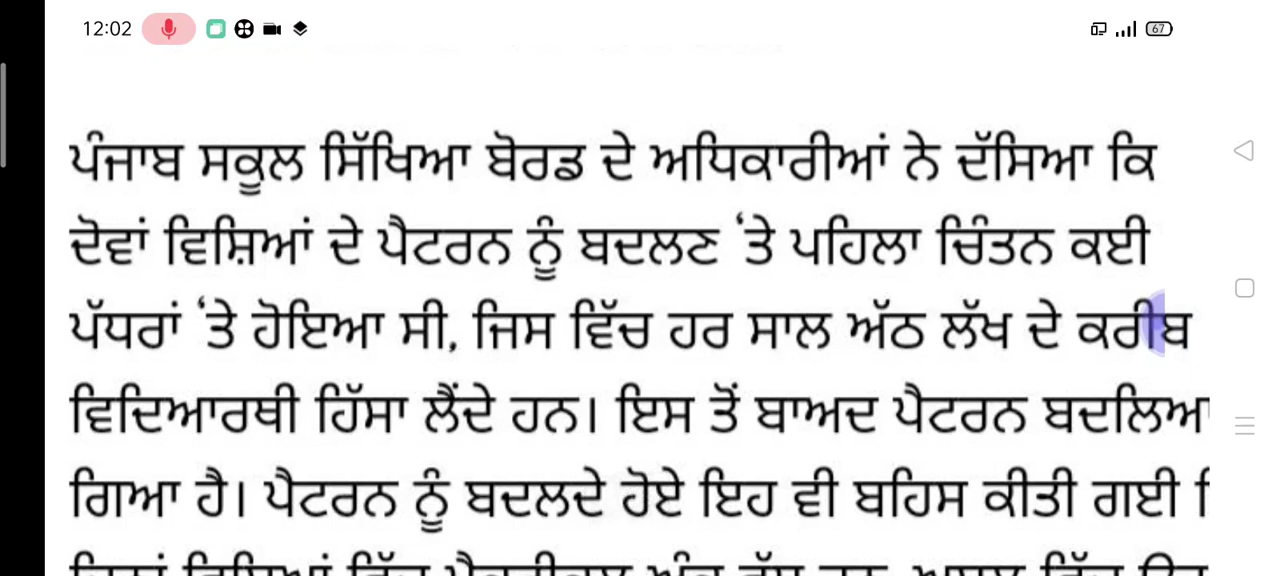 12:02
67
ਪੰਜਾਬ ਸਕੂਲ ਸਿੱਖਿਆ ਬੋਰਡ ਦੇ ਅਧਿਕਾਰੀਆਂ ਨੇ ਦੱਸਿਆ ਕਿ
ਦੋਵਾਂ ਵਿਸ਼ਿਆਂ ਦੇ ਪੈਟਰਨ ਨੂੰ ਬਦਲਣ ‘ਤੇ ਪਹਿਲਾ ਚਿੰਤਨ ਕਈ
ਪੱਧਰਾਂ ‘ਤੇ ਹੋਇਆ ਸੀ, ਜਿਸ ਵਿੱਚ ਹਰ ਸਾਲ ਅੱਠ ਲੱਖ ਦੇ ਕਰੀਬ
ਵਿਦਿਆਰਥੀ ਹਿੱਸਾ ਲੈਂਦੇ ਹਨ। ਇਸ ਤੋਂ ਬਾਅਦ ਪੈਟਰਨ ਬਦਲਿਆ
ਗਿਆ ਹੈ। ਪੈਟਰਨ ਨੂੰ ਬਦਲਦੇ ਹੋਏ ਇਹ ਵੀ ਬਹਿਸ ਕੀਤੀ ਗਈ